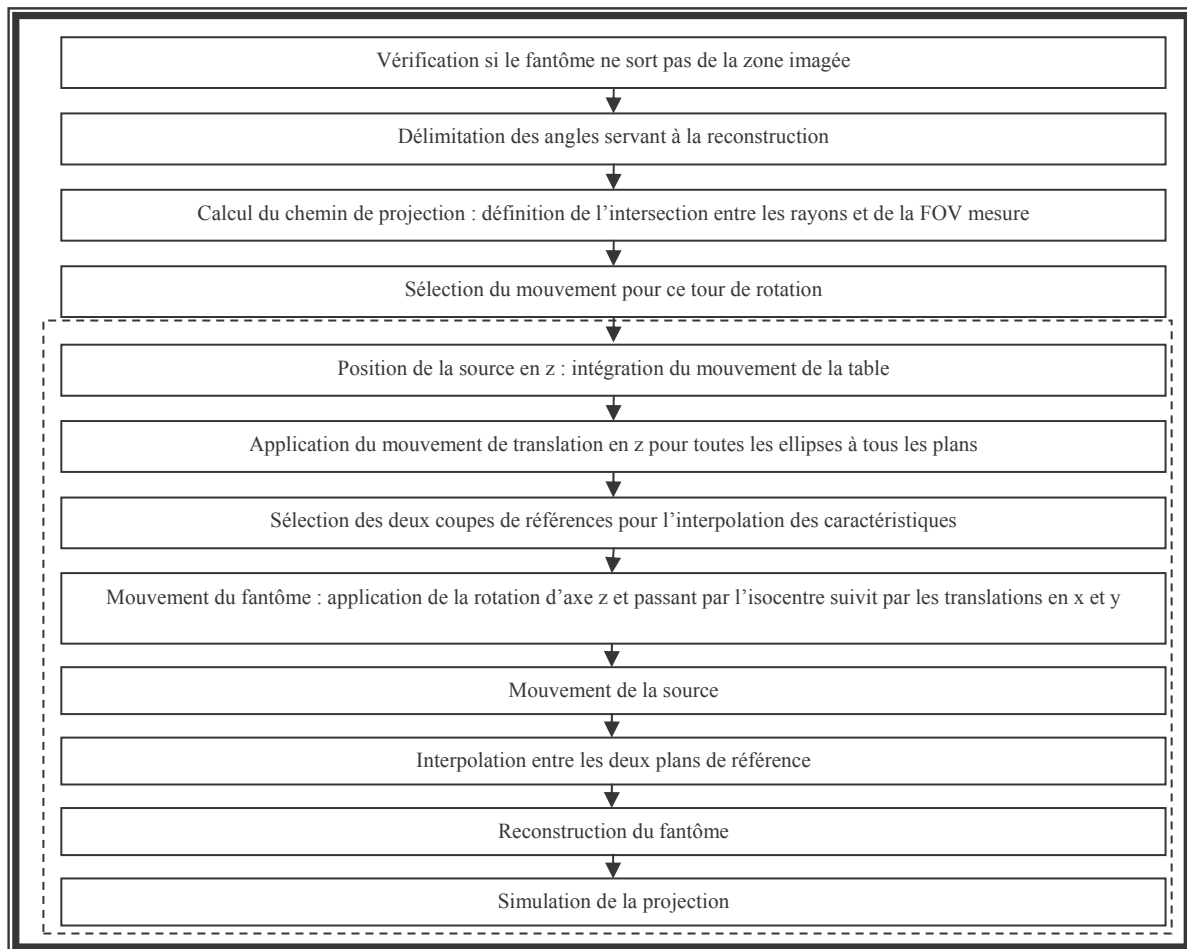 Vérification si le fantôme ne sort pas de la zone imagée
Délimitation des angles servant à la reconstruction
Calcul du chemin de projection : définition de l’intersection entre les rayons et de la FOV mesure
Sélection du mouvement pour ce tour de rotation
Position de la source en z : intégration du mouvement de la table
Application du mouvement de translation en z pour toutes les ellipses à tous les plans
Sélection des deux coupes de références pour l’interpolation des caractéristiques
Mouvement du fantôme : application de la rotation d’axe z et passant par l’isocentre suivit par les translations en x et y
Mouvement de la source
Interpolation entre les deux plans de référence
Reconstruction du fantôme
Simulation de la projection